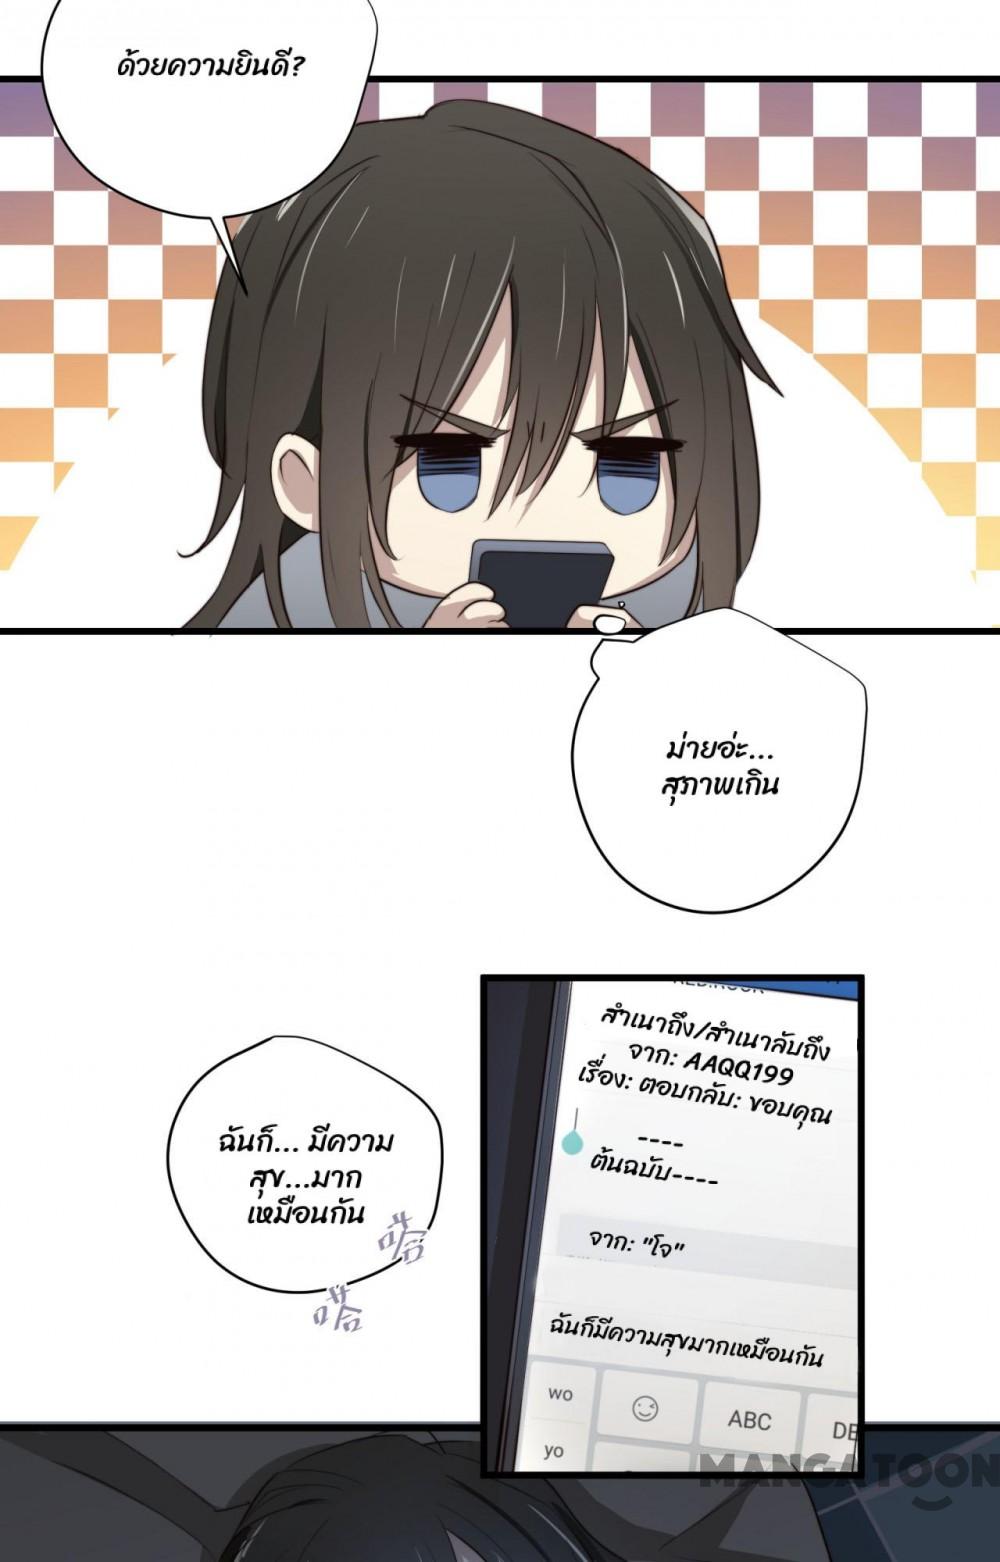 ด้วยความยินดี?
ม่ายอ่ะ...
สุภาพเกิน
สำเนาถึง/สำเนาลับถึง
จาก: AAQQ199
เรื่อง: ตอบกลับ: ขอบคุณ
----
ต้นฉบับ----
จาก: "โจ"
ฉันก็มีความสุขมากเหมือนกัน
wo
ABC
yo
ฉันก็... มีความ
สุข...มาก
เหมือนกัน
哈
哈
MANGATOON